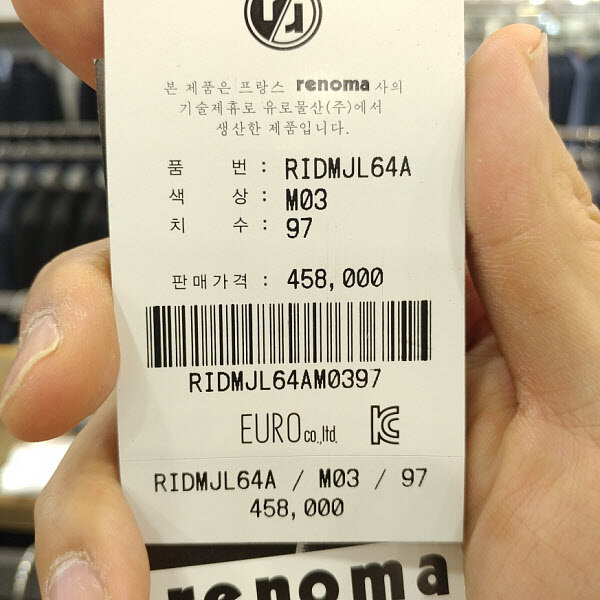 본 제품은 프랑스 renoma 사의
기술제휴로 유로물산(주)에서
생산한 제품입니다.
품 번 : RIDMJL64A
색 상 : M03
치 수 : 97
판매가격 : 458,000
RIDMJL64AM0397
EURO co.,ltd.
RIDMJL64A / M03 / 97
458,000
renoma